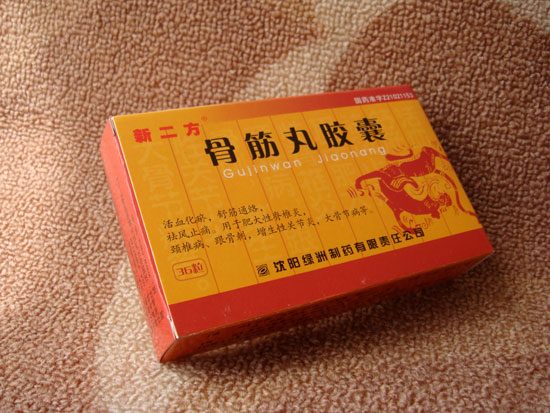 国药准字Z21021153
新二方®
骨筋丸胶囊
Gujinwan Jiaonang
活血化瘀，舒筋通络，
祛风止痛。用于肥大性脊椎炎，
颈椎病，跟骨刺，增生性关节炎，大骨节病等。
36粒
沈阳绿洲制药有限责任公司